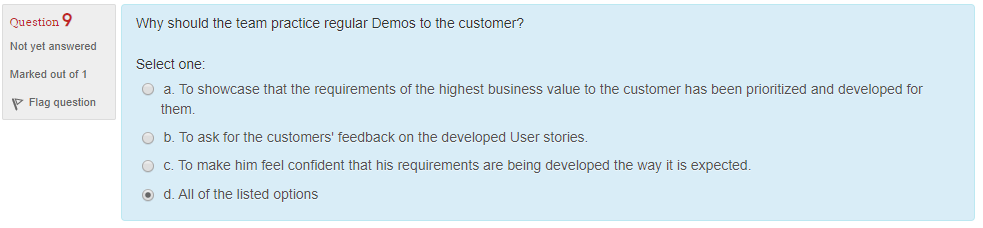 Question 9
Not yet answered
Marked out of 1
Flag question
Why should the team practice regular Demos to the customer?
Select one:
a. To showcase that the requirements of the highest business value to the customer has been prioritized and developed for
them.
b. To ask for the customers' feedback on the developed User stories.
c. To make him feel confident that his requirements are being developed the way it is expected.
d. All of the listed options